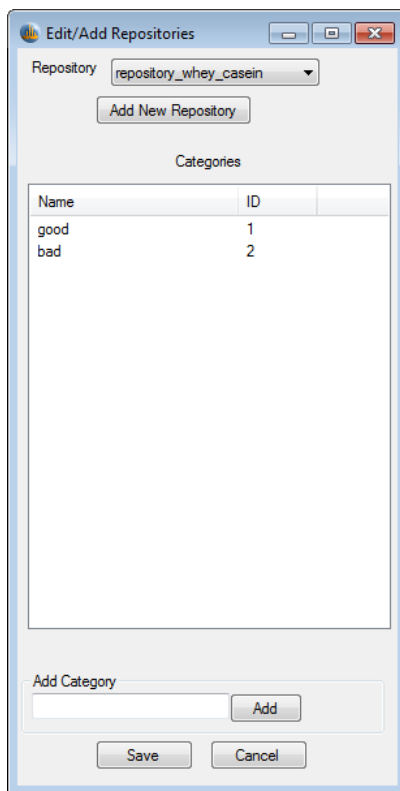 Edit/Add Repositories
Repository repository_whey_casein
Add New Repository
Categories
Name ID
good 1
bad 2
Add Category
Add
Save Cancel